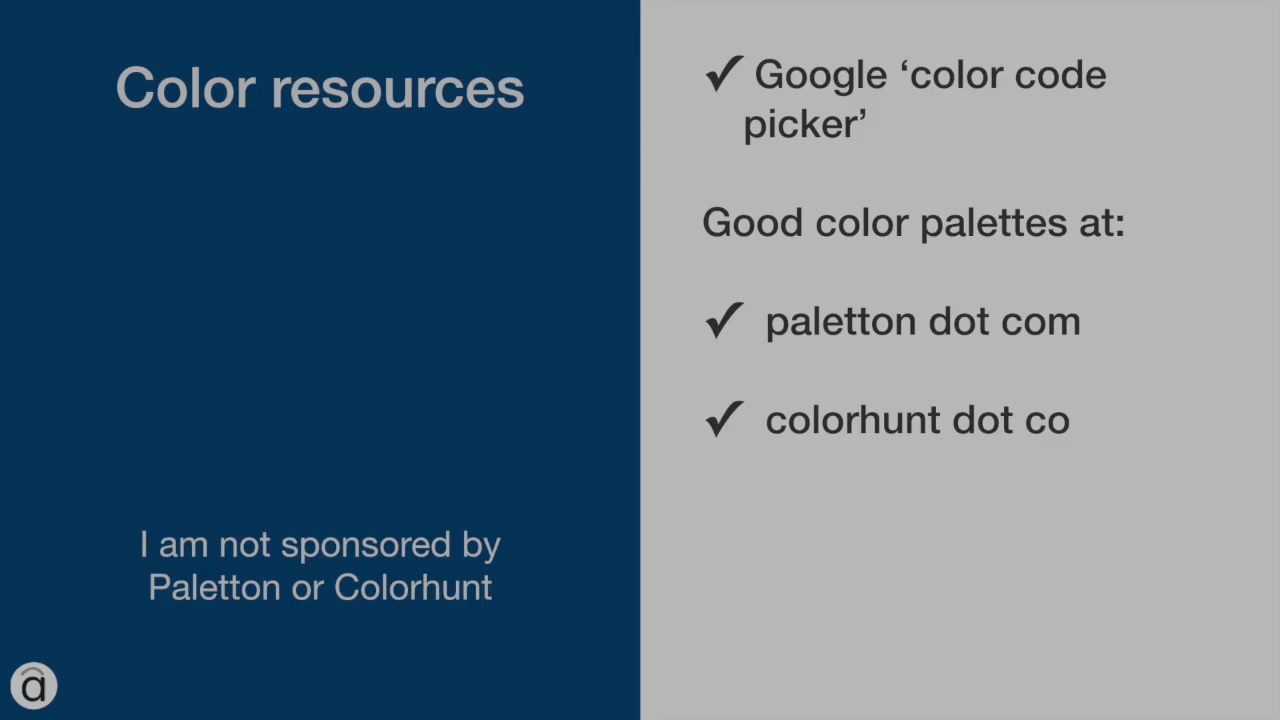 Color resources
I am not sponsored by
Paletton or Colorhunt
✓ Google ‘color code
picker’
Good color palettes at:
✓ paletton dot com
✓ colorhunt dot co
a